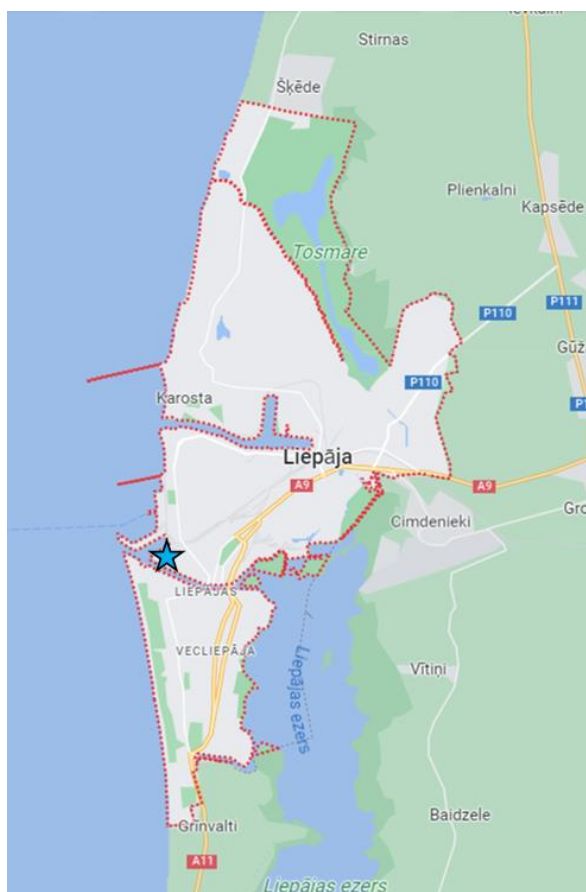 Stirnas
Šķēde
Plienkalni
Kapsēde
Tosmare
P110
P111
P110
Karosta
Liepāja
A9
A9
Cimdenieki
LIEPĀJAS
VECLIEPĀJA
Liepājas ezers
Vītiņi
Baidzele
Grīnvalti
A11
Liepājas ezers